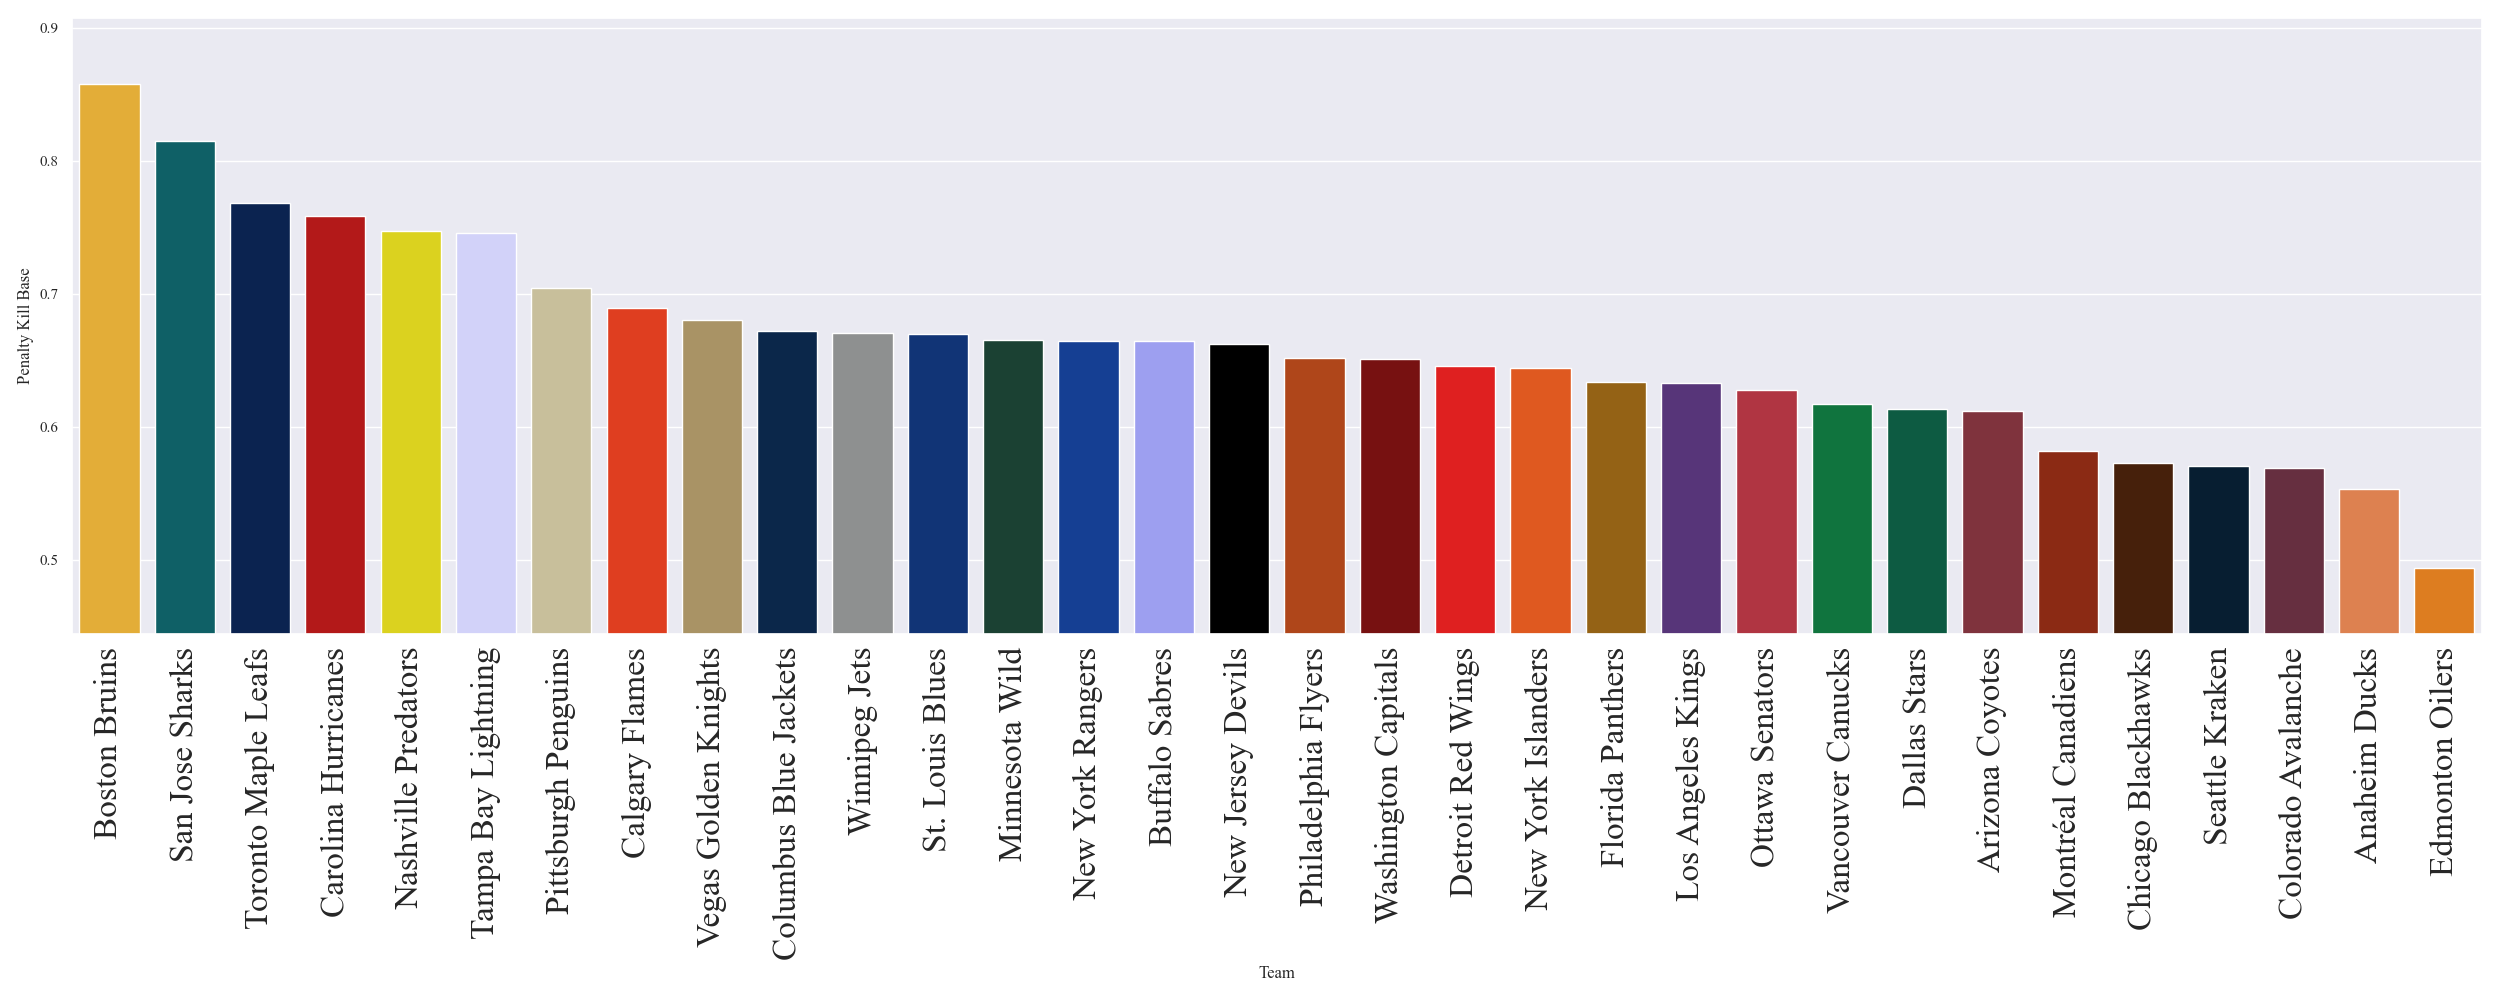 0.9
0.8
0.7
0.6
0.5
Penalty Kill Base
Boston Bruins
San Jose Sharks
Toronto Maple Leafs
Carolina Hurricanes
Nashville Predators
Tampa Bay Lightning
Pittsburgh Penguins
Calgary Flames
Vegas Golden Knights
Columbus Blue Jackets
Winnipeg Jets
St. Louis Blues
Minnesota Wild
New York Rangers
Buffalo Sabres
New Jersey Devils
Philadelphia Flyers
Washington Capitals
Detroit Red Wings
New York Islanders
Florida Panthers
Los Angeles Kings
Ottawa Senators
Vancouver Canucks
Dallas Stars
Arizona Coyotes
Montréal Canadiens
Chicago Blackhawks
Seattle Kraken
Colorado Avalanche
Anaheim Ducks
Edmonton Oilers
Team